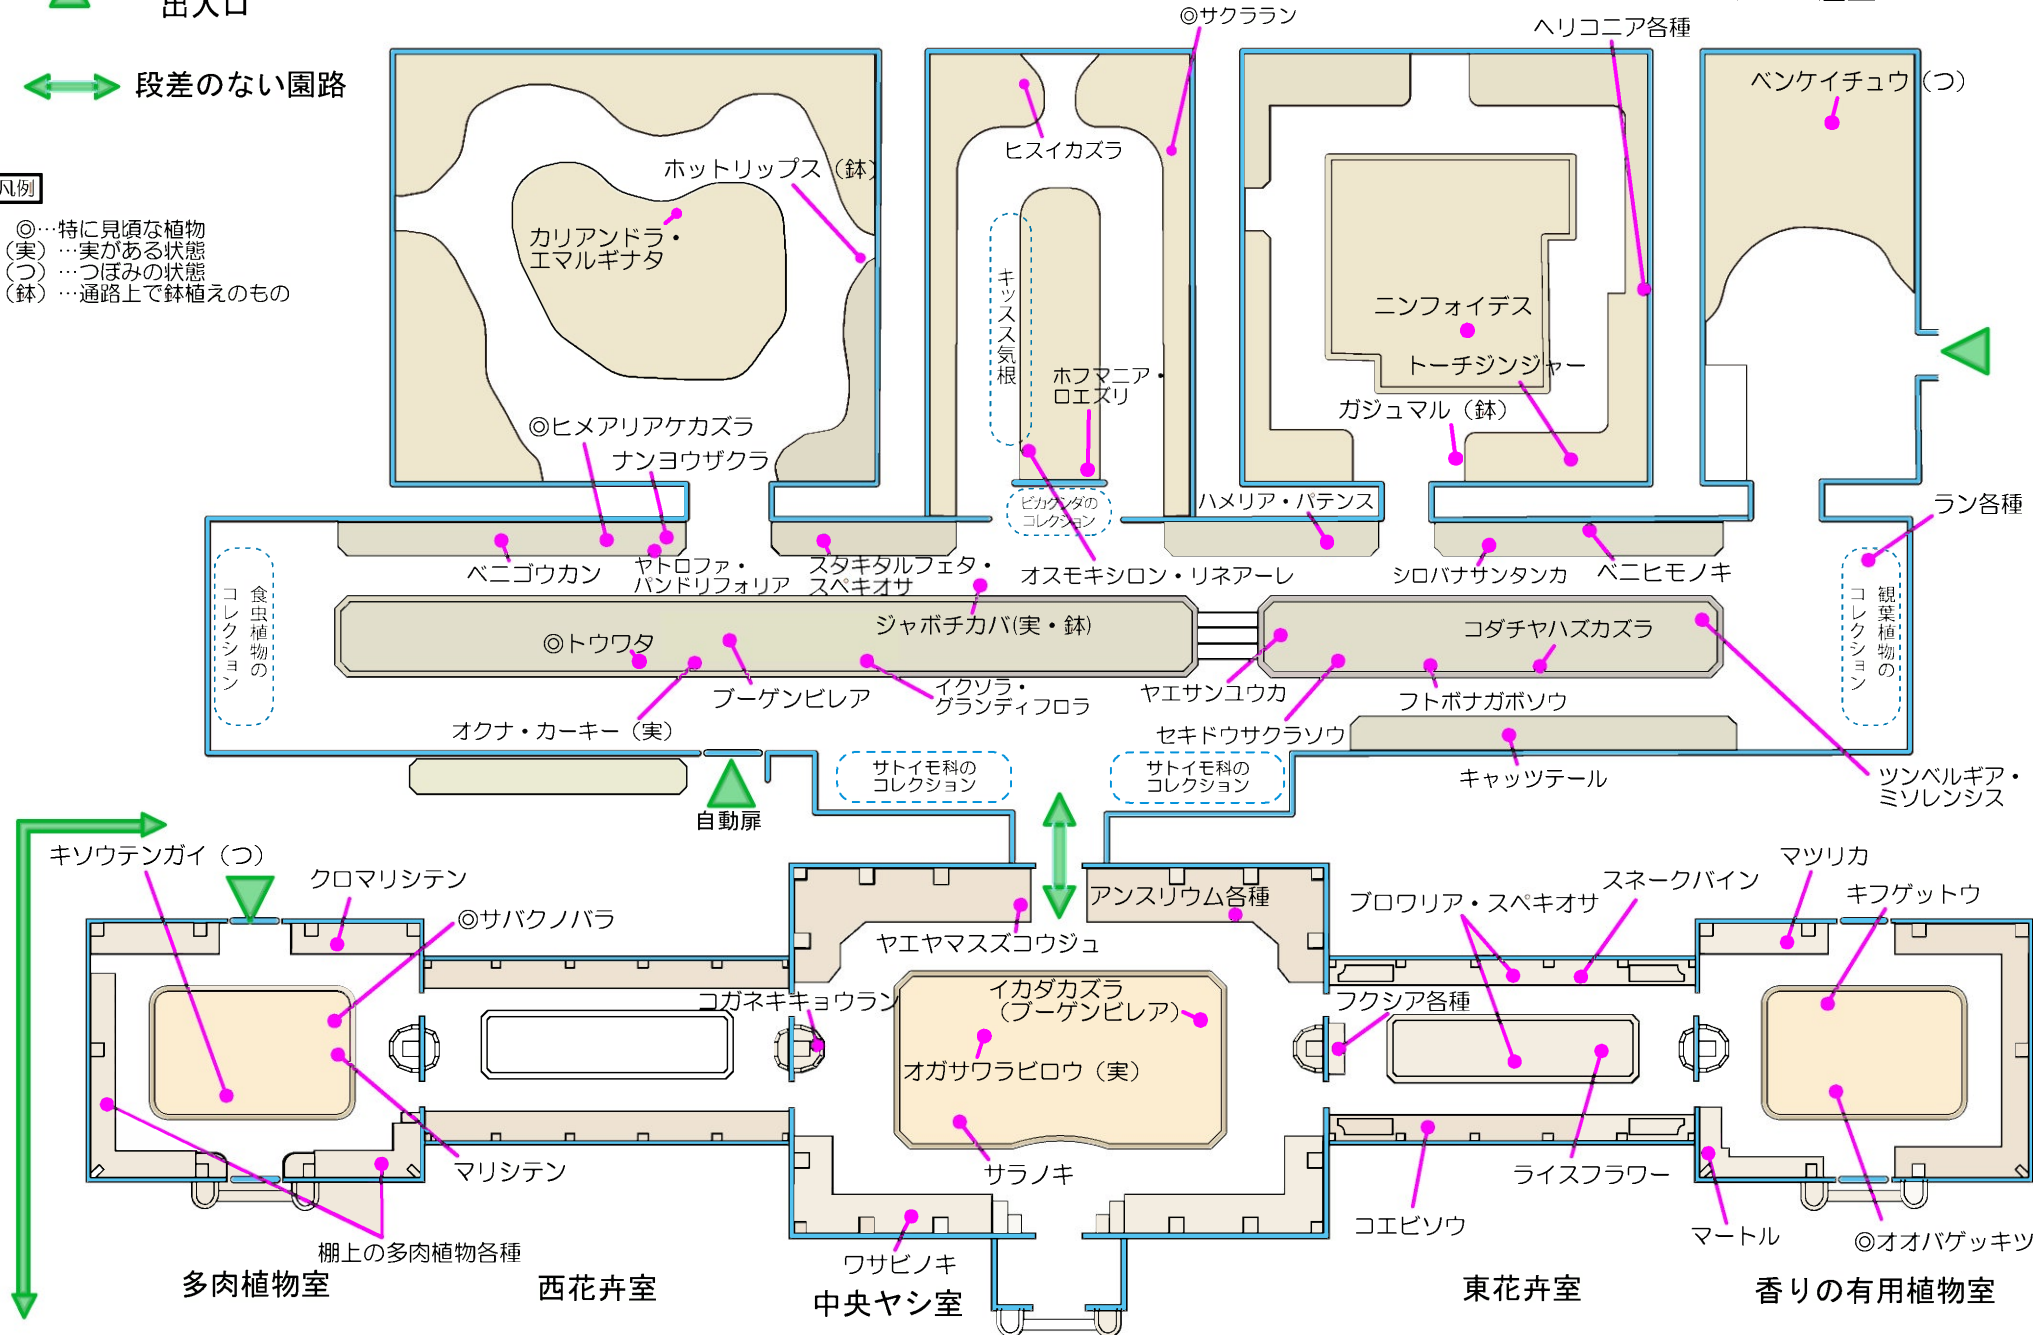 出入口
段差のない園路
凡例
◎…特に見頃な植物
（実）…実がある状態
（つ）…つぼみの状態
（鉢）…通路上で鉢植えのもの
◎サクララン
ヘリコニア各種
ベンケイチュウ（つ）
ヒスイカズラ
ホットリップス（鉢）
カリアンドラ・
エマルギナタ
キッスス気根
ニンフォイデス
トーチジンジャー
ホフマニア・
ロエズリ
ガジュマル（鉢）
◎ヒメアリアケカズラ
ナンヨウザクラ
ビカクシダの
コレクション
ハメリア・パテンス
ラン各種
ベニゴウカン
ヤトロファ・
パンドリフォリア
スタキタルフェタ・
スペキオサ
オスモキシロン・リネアーレ
シロバナサンタンカ
ベニヒモノキ
食虫植物の
コレクション
観葉植物の
コレクション
ジャボチカバ(実・鉢)
◎トウワタ
コダチヤハズカズラ
ブーゲンビレア
イクソラ・
グランディフロラ
ヤエサンユウカ
フトボナガボソウ
オクナ・カーキー（実）
セキドウサクラソウ
サトイモ科の
コレクション
サトイモ科の
コレクション
キャッツテール
ツンベルギア・
ミソレンシス
自動扉
キソウテンガイ（つ）
クロマリシテン
◎サバクノバラ
アンスリウム各種
ヤエヤマスズコウジュ
ブロワリア・スペキオサ
スネークバイン
マツリカ
キフゲットウ
コガネキキョウラン
イカダカズラ
（ブーゲンビレア）
フクシア各種
オガサワラビロウ（実）
マリシテン
サラノキ
ライスフラワー
コエビソウ
マートル
◎オオバゲッキツ
棚上の多肉植物各種
ワサビノキ
多肉植物室
西花卉室
中央ヤシ室
東花卉室
香りの有用植物室